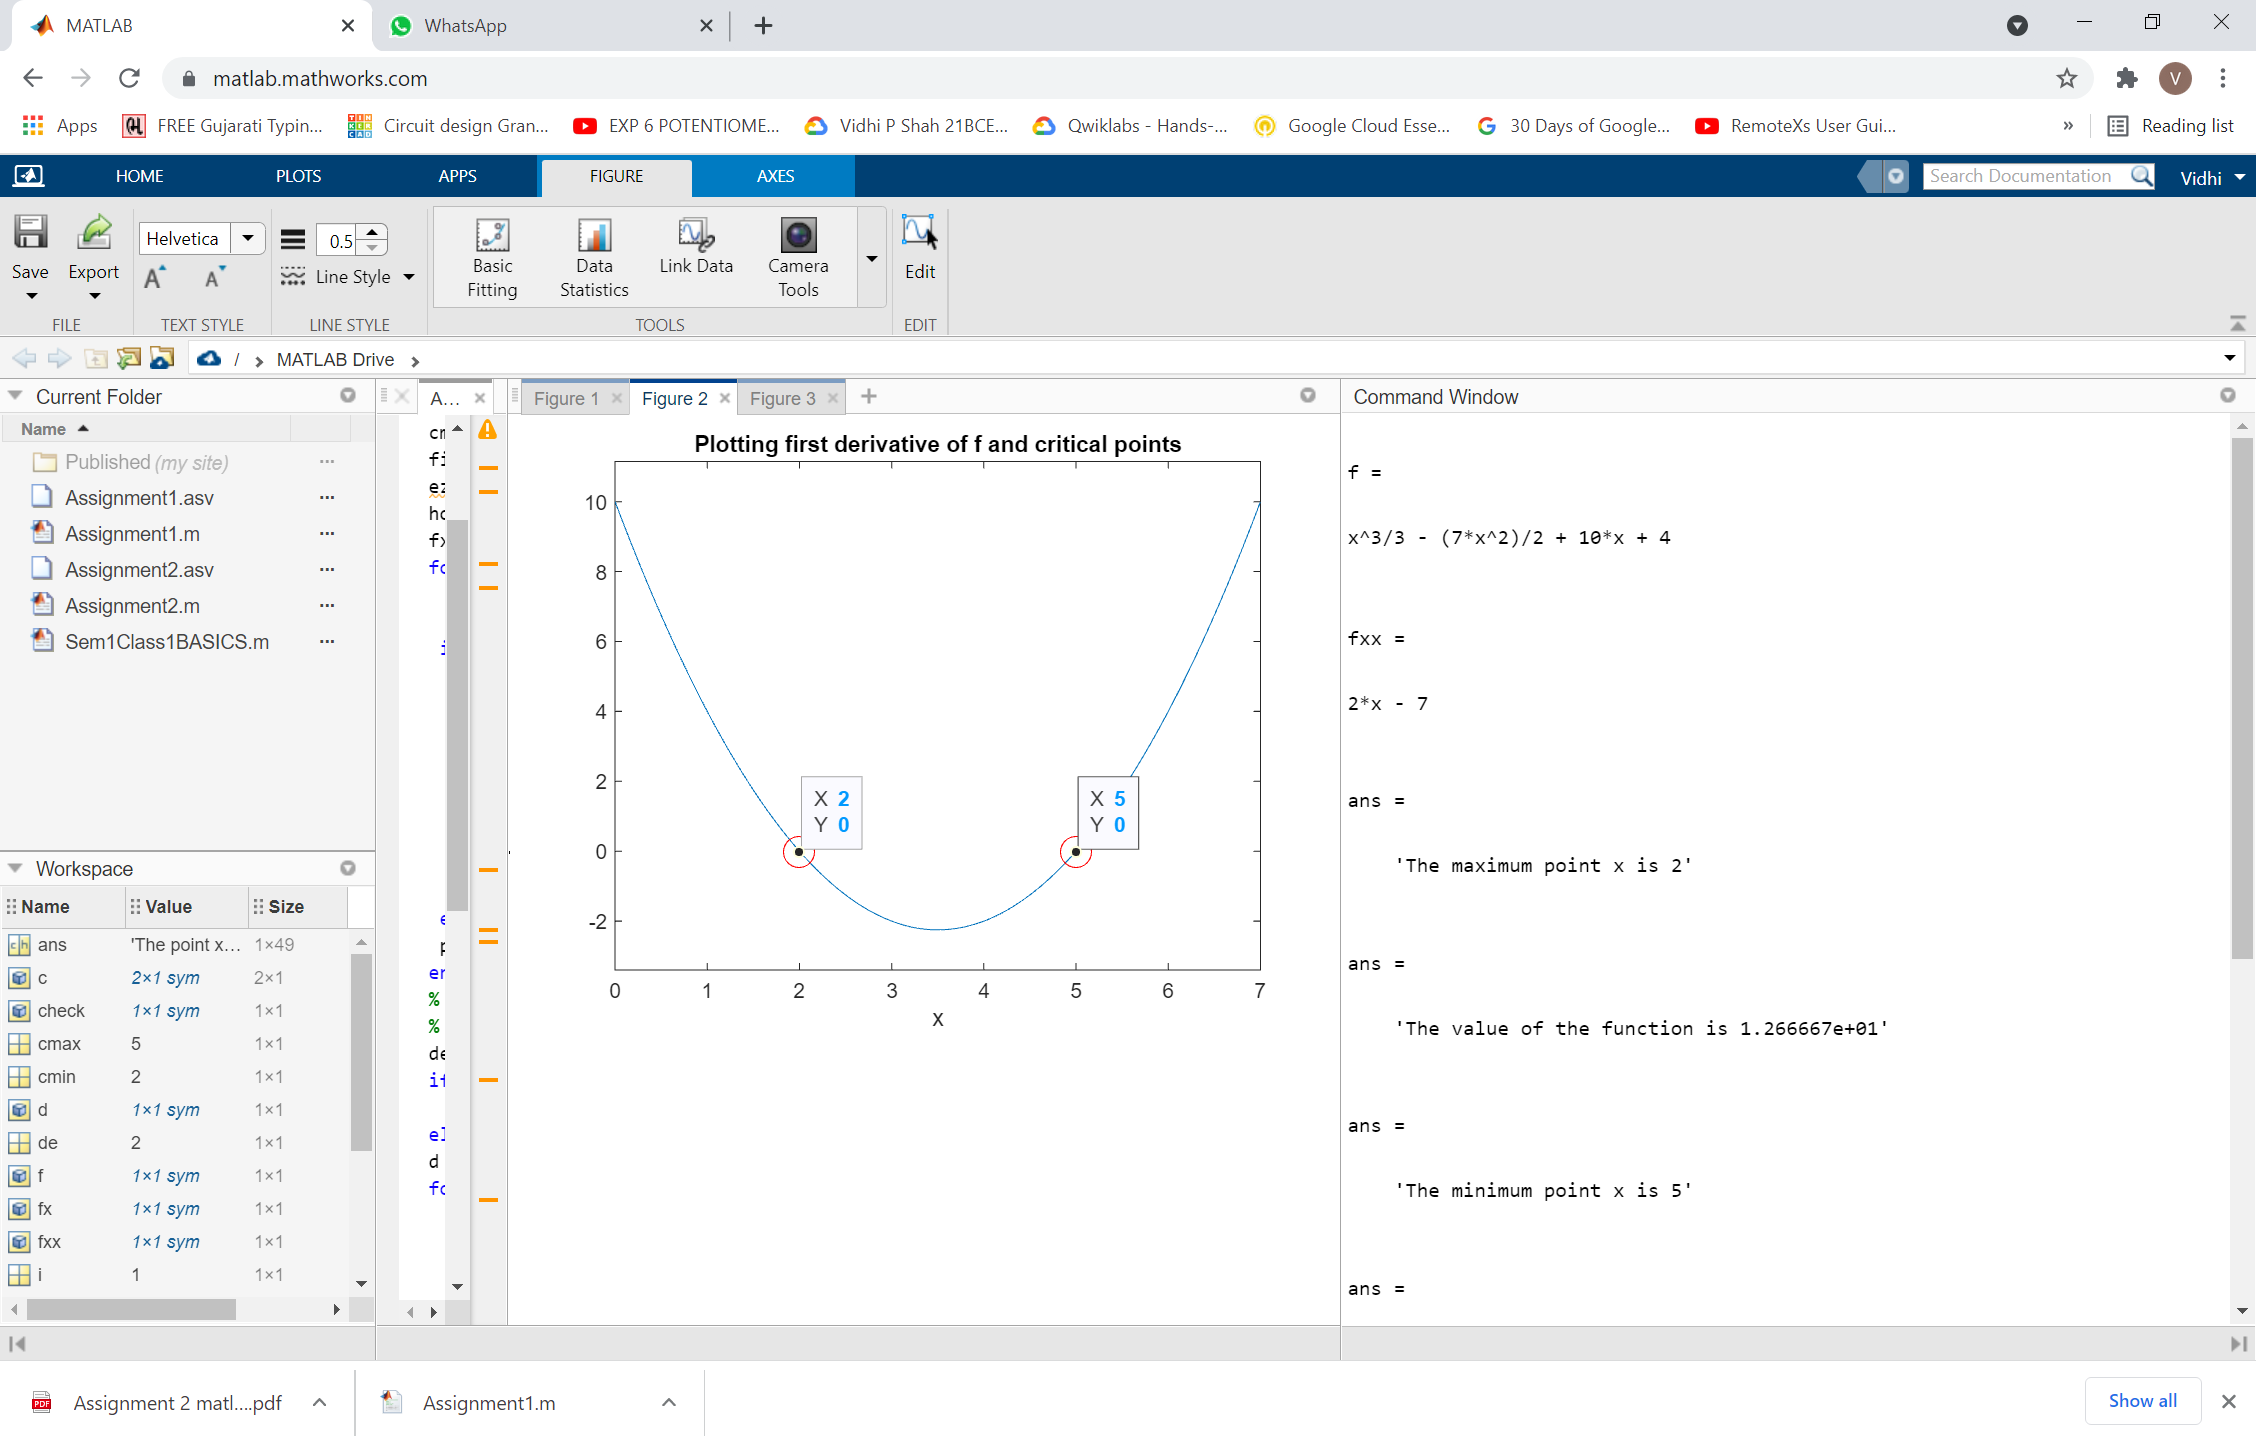 MATLAB
WhatsApp
matlab.mathworks.com
V
Apps
FREE Gujarati Typin...
Circuit design Gran...
EXP 6 POTENTIOME...
Vidhi P Shah 21BCE...
Qwiklabs - Hands-...
Google Cloud Esse...
30 Days of Google...
RemoteXs User Gui...
»
Reading list
HOME
PLOTS
APPS
FIGURE
AXES
Search Documentation
Vidhi
Save
Export
FILE
Helvetica
A
A
TEXT STYLE
0.5
Line Style
LINE STYLE
Basic
Fitting
Data
Statistics
Link Data
Camera
Tools
TOOLS
Edit
EDIT
/ › MATLAB Drive ›
Current Folder
Name
Published (my site)
Assignment1.asv
Assignment1.m
Assignment2.asv
Assignment2.m
Sem1Class1BASICS.m
Workspace
Name Value Size
ans 'The point x... 1×49
c 2×1 sym 2×1
check 1×1 sym 1×1
cmax 5 1×1
cmin 2 1×1
d 1×1 sym 1×1
de 2 1×1
f 1×1 sym 1×1
fx 1×1 sym 1×1
fxx 1×1 sym 1×1
i 1 1×1
A...
%
%
de
if
d
Figure 1
Figure 2
Figure 3
Plotting first derivative of f and critical points
10
8
6
4
2
0
-2
X 2
Y 0
X 5
Y 0
0 1 2 3 4 5 6 7
x
Command Window
f =
x^3/3 - (7*x^2)/2 + 10*x + 4
fxx =
2*x - 7
ans =
'The maximum point x is 2'
ans =
'The value of the function is 1.266667e+01'
ans =
'The minimum point x is 5'
ans =
PDF
Assignment 2 matl....pdf
Assignment1.m
Show all